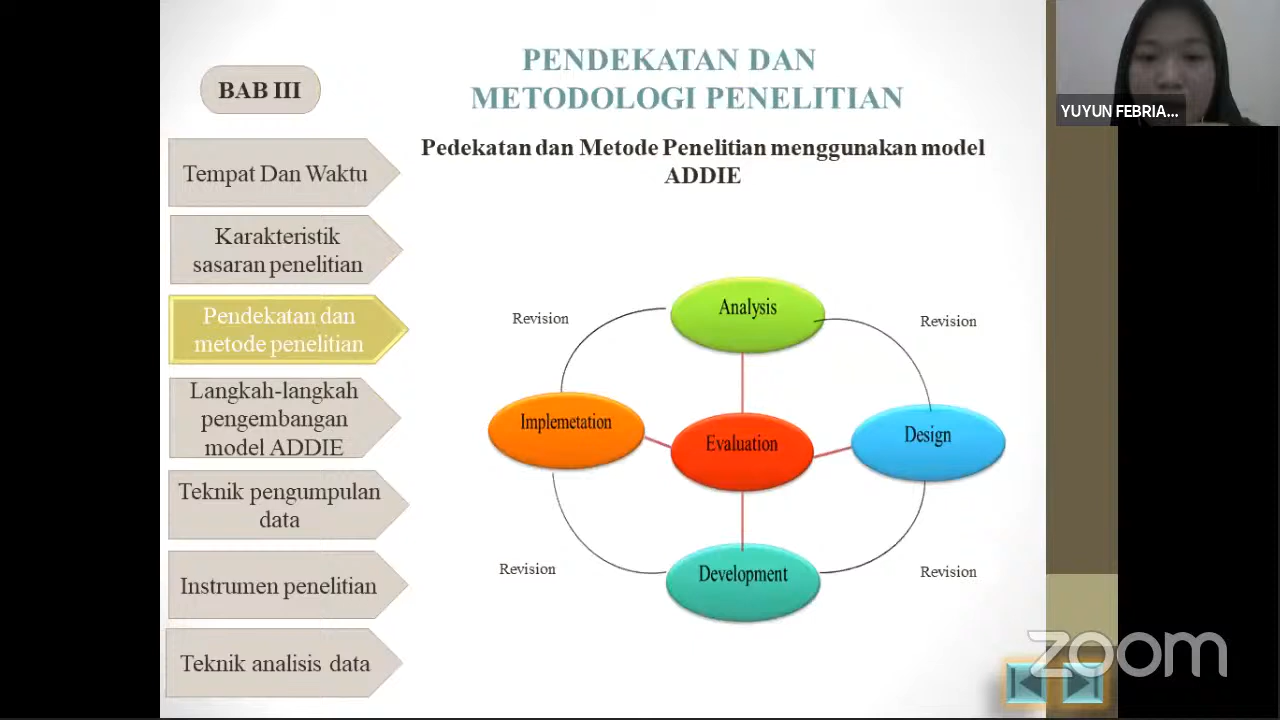 PENDEKATAN DAN
METODOLOGI PENELITIAN
BAB III
Pedekatan dan Metode Penelitian menggunakan model
ADDIE
Tempat Dan Waktu
Karakteristik
sasaran penelitian
Pendekatan dan
metode penelitian
Langkah-langkah
pengembangan
model ADDIE
Teknik pengumpulan
data
Instrumen penelitian
Teknik analisis data
Analysis
Revision
Revision
Implemetation
Evaluation
Design
Development
Revision
Revision
YUYUN FEBRIA...
zoom